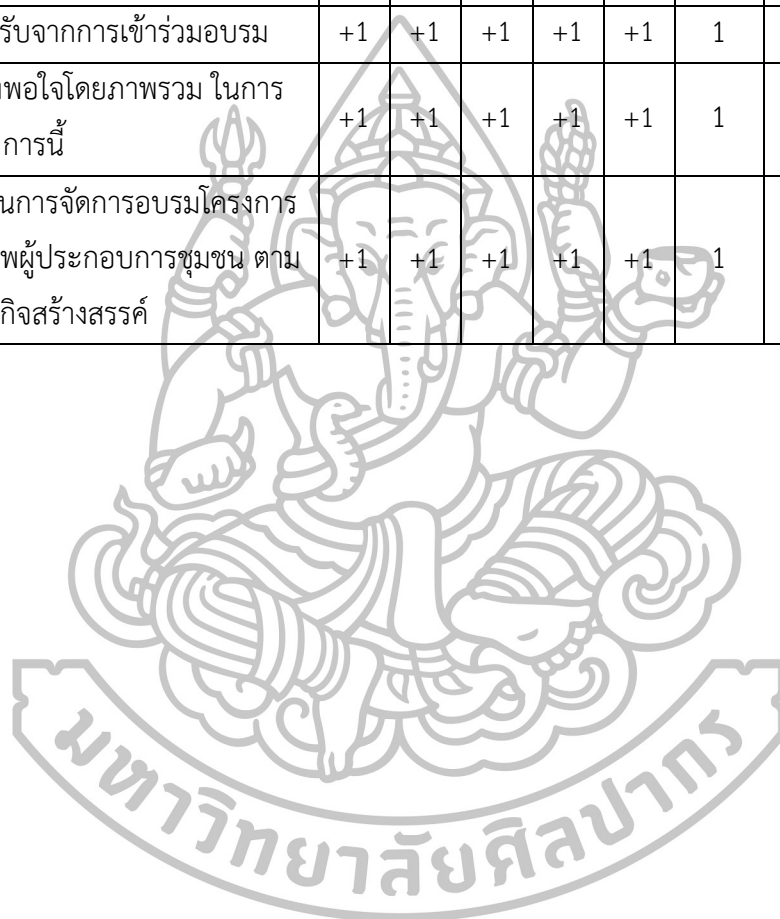 รับจากการเข้าร่วมอบรม +1 +1 +1 +1 +1 1
พอใจโดยภาพรวม ในการ
การนี้ +1 +1 +1 +1 +1 1
นการจัดการอบรมโครงการ
พผู้ประกอบการชุมชน ตาม +1 +1 +1 +1 +1 1
กิจสร้างสรรค์
มหาวิทยาลัยศิลปากร